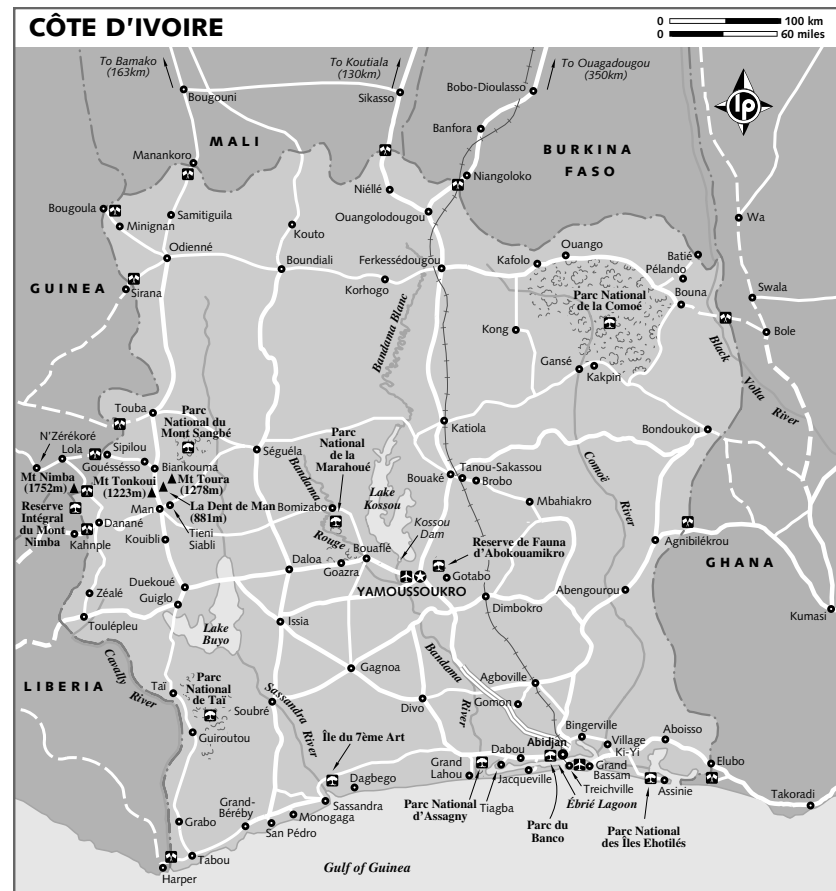 CÔTE D'IVOIRE
0 100 km
0 60 miles
To Bamako
(163km)
To Koutiala
(130km)
To Ouagadougou
(350km)
Bougouni
Sikasso
Bobo-Dioulasso
lp
Banfora
MALI
BURKINA
FASO
Manankoro
Niéllé
Niangoloko
Bougoula
Samitiguila
Minignan
Kouto
Ouangolodougou
Wa
Odienné
Boundiali
Ferkessédougou
Kafolo
Ouango
Batié
Pélando
GUINEA
Sirana
Korhogo
Parc National
de la Comoé
Bouna
Swala
Bandama Blanc
Kong
Bole
Black
Volta
River
Gansé
Kakpin
Touba
Parc
National du
Mont Sangbé
Parc
National
de la
Marahoué
Katiola
Bondoukou
N'Zérékoré
Lola
Sipilou
Gouéssésso
Biankouma
Séguéla
Bandama
Rouge
Lake
Kossou
Bouaké
Tanou-Sakassou
Brobo
Comoë
River
Mt Nimba
(1752m)
Mt Tonkoui
(1223m)
Mt Toura
(1278m)
La Dent de Man
(881m)
Bomizabo
Mbahiakro
Reserve
Intégral
du Mont
Nimba
Danané
Man
Tieni
Siabli
Kossou
Dam
Reserve de Fauna
d'Abokouamikro
Kahnple
Kouibli
Bouaflé
Agnibilékrou
GHANA
Daloa
Goazra
Gotabo
YAMOUSSOUKRO
Zéalé
Duekoué
Guiglo
Dimbokro
Abengourou
Kumasi
Toulépleu
Lake
Buyo
Issia
Cavally
River
LIBERIA
Gagnoa
Bandama
River
Agboville
Taï
Parc
National
de Taï
Soubré
Sassandra
River
Divo
Gomon
Bingerville
Aboisso
Guiroutou
Île du 7ème Art
Dabou
Abidjan
Village
Ki-Yi
Elubo
Grand
Lahou
Jacqueville
Grand
Bassam
Treichville
Assinie
Dagbego
Parc National
d'Assagny
Tiagba
Ébrié Lagoon
Takoradi
Grand-
Béréby
Sassandra
Monogaga
Parc du
Banco
Parc National
des Îles Ehotilés
Grabo
San Pédro
Tabou
Harper
Gulf of Guinea